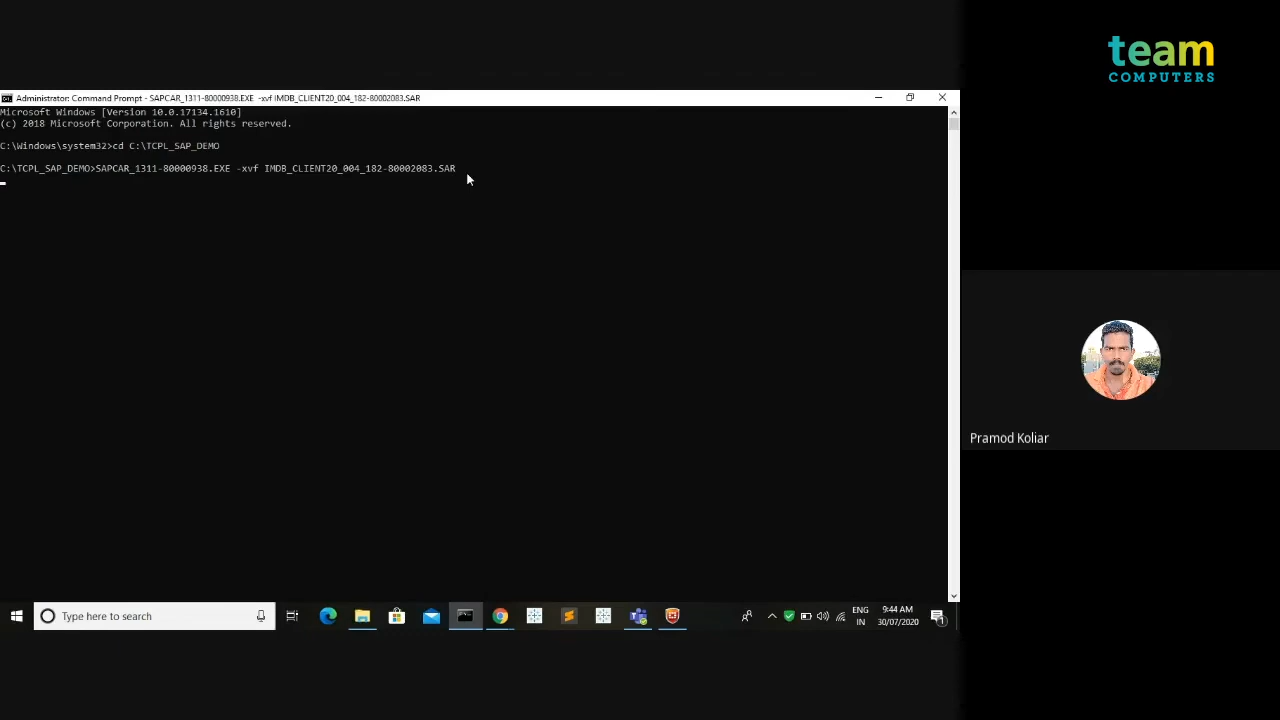 team
COMPUTERS
Administrator: Command Prompt - SAPCAR_1311-80000938.EXE -xvf IMDB_CLIENT20_004_182-80002083.SAR
Microsoft Windows [Version 10.0.17134.1610]
(c) 2018 Microsoft Corporation. All rights reserved.
C:\Windows\system32>cd C:\TCPL_SAP_DEMO
C:\TCPL_SAP_DEMO>SAPCAR_1311-80000938.EXE -xvf IMDB_CLIENT20_004_182-80002083.SAR
Pramod Koliar
Type here to search
ENG
IN
9:44 AM
30/07/2020
1